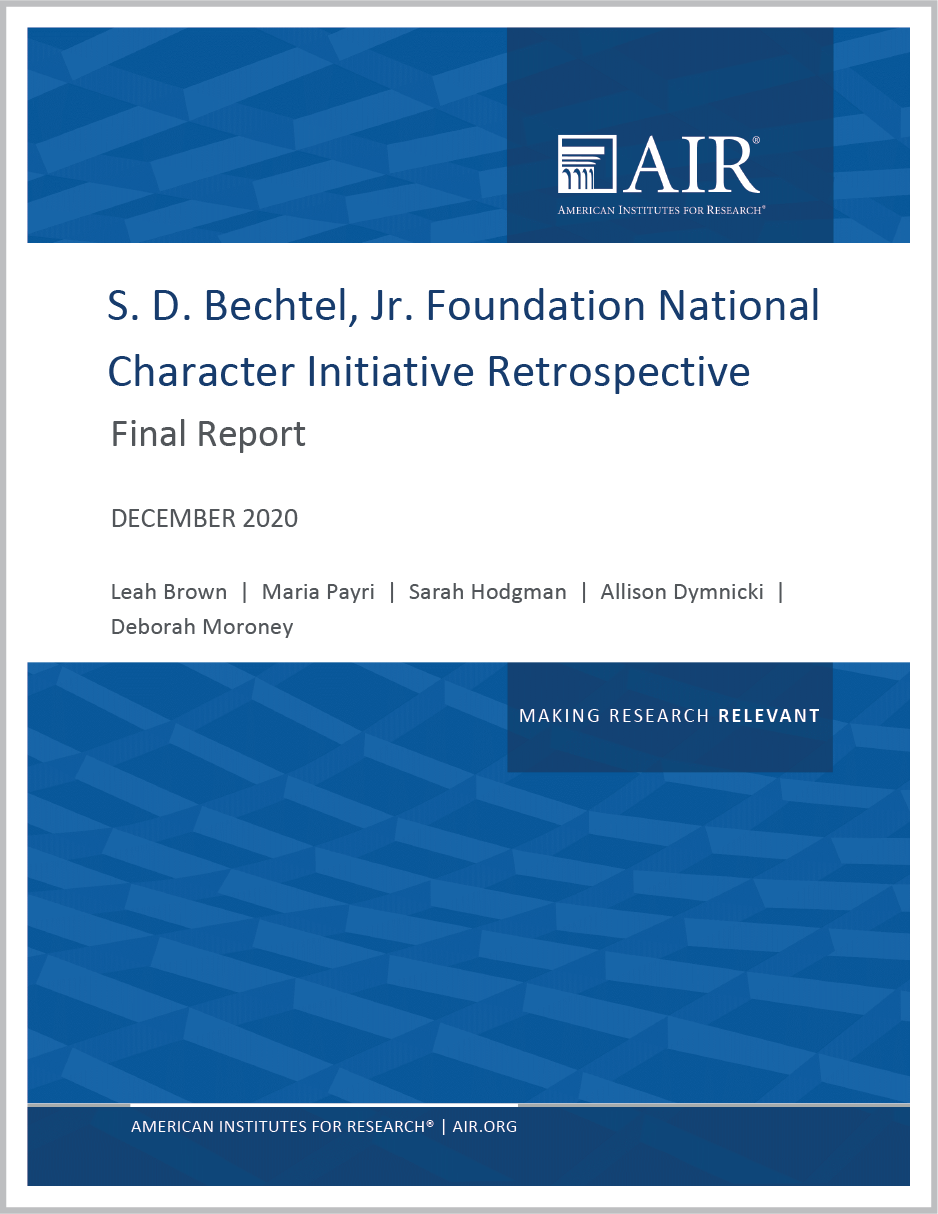 AIR®
AMERICAN INSTITUTES FOR RESEARCH®
S. D. Bechtel, Jr. Foundation National
Character Initiative Retrospective
Final Report
DECEMBER 2020
Leah Brown | Maria Payri | Sarah Hodgman | Allison Dymnicki |
Deborah Moroney
MAKING RESEARCH RELEVANT
AMERICAN INSTITUTES FOR RESEARCH® | AIR.ORG